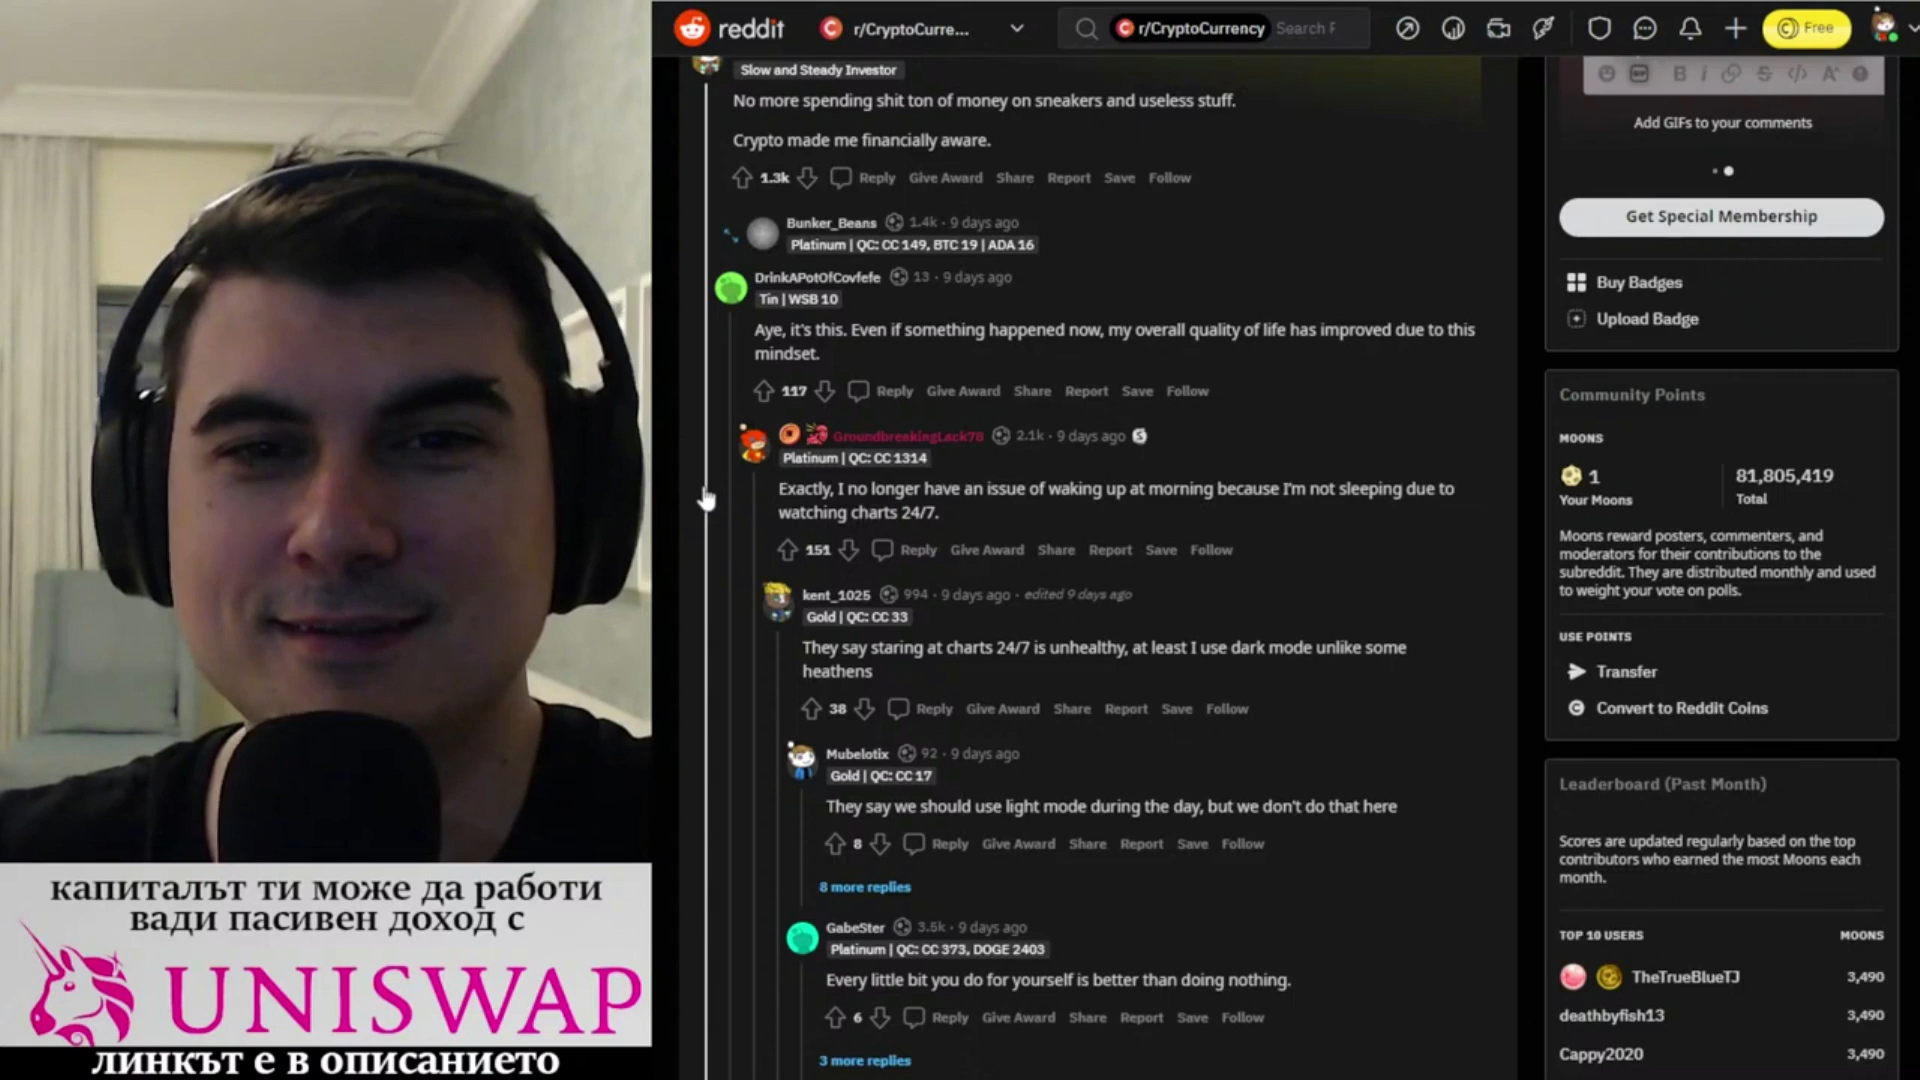 reddit
r/CryptoCurre...
r/CryptoCurrency
Free
Slow and Steady Investor
No more spending shit ton of money on sneakers and useless stuff.
Crypto made me financially aware.
1.3k Reply Give Award Share Report Save Follow
Bunker_Beans 1.4k · 9 days ago
Platinum | QC: CC 149, BTC 19 | ADA 16
DrinkAPotOfCovfefe 13 · 9 days ago
Tin | WSB 10
Aye, it's this. Even if something happened now, my overall quality of life has improved due to this
mindset.
117 Reply Give Award Share Report Save Follow
GroundbreakingLack78 2.1k · 9 days ago
Platinum | QC: CC 1314
Exactly, I no longer have an issue of waking up at morning because I'm not sleeping due to
watching charts 24/7.
151 Reply Give Award Share Report Save Follow
kent_1025 994 · 9 days ago · edited 9 days ago
Gold | QC: CC 33
They say staring at charts 24/7 is unhealthy, at least I use dark mode unlike some
heathens
38 Reply Give Award Share Report Save Follow
Mubelotix 92 · 9 days ago
Gold | QC: CC 17
They say we should use light mode during the day, but we don't do that here
8 Reply Give Award Share Report Save Follow
8 more replies
GabeSter 3.5k · 9 days ago
Platinum | QC: CC 373, DOGE 2403
Every little bit you do for yourself is better than doing nothing.
6 Reply Give Award Share Report Save Follow
3 more replies
Add GIFs to your comments
Get Special Membership
Buy Badges
Upload Badge
Community Points
MOONS
1 81,805,419
Your Moons Total
Moons reward posters, commenters, and
moderators for their contributions to the
subreddit. They are distributed monthly and used
to weight your vote on polls.
USE POINTS
Transfer
Convert to Reddit Coins
Leaderboard (Past Month)
Scores are updated regularly based on the top
contributors who earned the most Moons each
month.
TOP 10 USERS MOONS
TheTrueBlueTJ 3,490
deathbyfish13 3,490
Cappy2020 3,490
капиталът ти може да работи
вади пасивен доход с
UNISWAP
линкът е в описанието